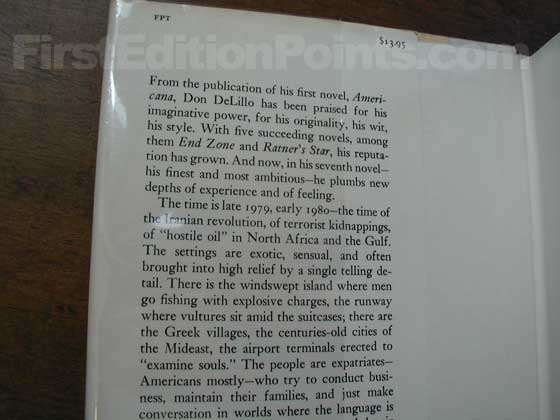 FPT
$13.95
FirstEditionPoints.com
From the publication of his first novel, Ameri-
cana, Don DeLillo has been praised for his
imaginative power, for his originality, his wit,
his style. With five succeeding novels, among
them End Zone and Ratner's Star, his reputa-
tion has grown. And now, in his seventh novel—
his finest and most ambitious—he plumbs new
depths of experience and of feeling.
The time is late 1979, early 1980—the time of
the Iranian revolution, of terrorist kidnappings,
of "hostile oil" in North Africa and the Gulf.
The settings are exotic, sensual, and often
brought into high relief by a single telling de-
tail. There is the windswept island where men
go fishing with explosive charges, the runway
where vultures sit amid the suitcases; there are
the Greek villages, the centuries-old cities of
the Mideast, the airport terminals erected to
"examine souls." The people are expatriates—
Americans mostly—who try to conduct busi-
ness, maintain their families, and just make
conversation in worlds where the language is